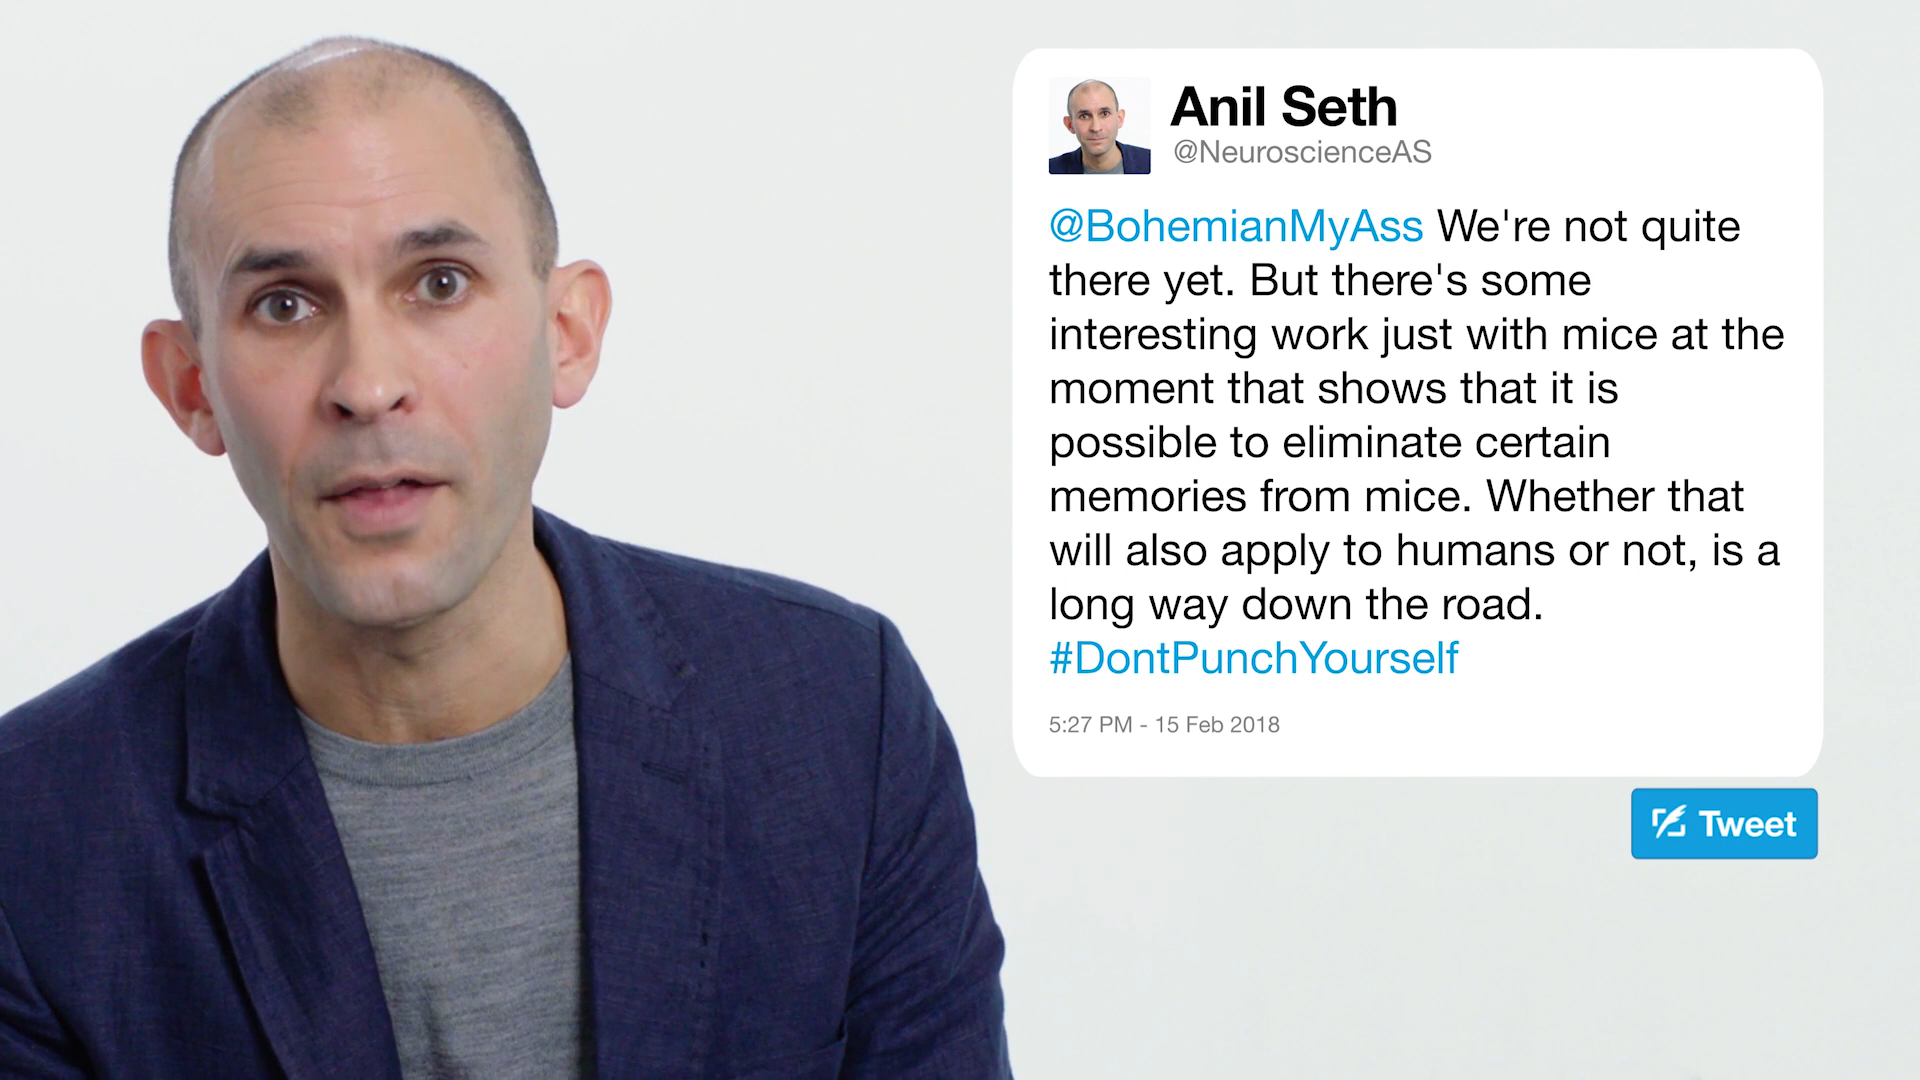 Anil Seth
@NeuroscienceAS
@BohemianMyAss We're not quite
there yet. But there's some
interesting work just with mice at the
moment that shows that it is
possible to eliminate certain
memories from mice. Whether that
will also apply to humans or not, is a
long way down the road.
#DontPunchYourself
5:27 PM - 15 Feb 2018
Tweet